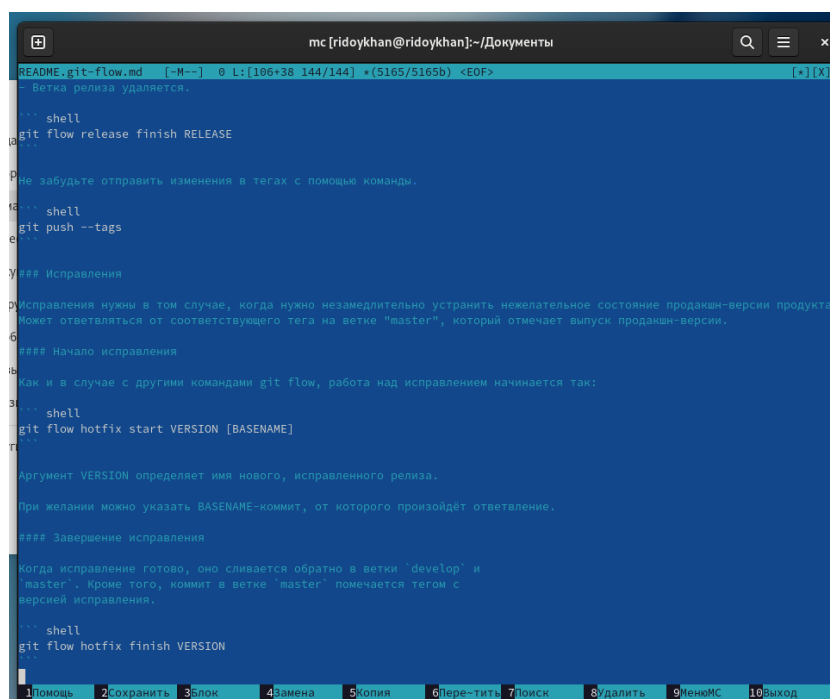 mc [ridoykhan@ridoykhan]:~/Документы
README.git-flow.md [-M--] 0 L:[106+38 144/144] *(5165/5165b) <EOF> [*][X]
- Ветка релиза удаляется.
``` shell
git flow release finish RELEASE
```
Не забудьте отправить изменения в тегах с помощью команды.
``` shell
git push --tags
```
### Исправления
Исправления нужны в том случае, когда нужно незамедлительно устранить нежелательное состояние продакшн-версии продукта
Может ответвляться от соответствующего тега на ветке "master", который отмечает выпуск продакшн-версии.
#### Начало исправления
Как и в случае с другими командами git flow, работа над исправлением начинается так:
``` shell
git flow hotfix start VERSION [BASENAME]
```
Аргумент VERSION определяет имя нового, исправленного релиза.
При желании можно указать BASENAME-коммит, от которого произойдёт ответвление.
#### Завершение исправления
Когда исправление готово, оно сливается обратно в ветки `develop` и
`master`. Кроме того, коммит в ветке `master` помечается тегом с
версией исправления.
``` shell
git flow hotfix finish VERSION
```
1Помощь 2Сохранить 3Блок 4Замена 5Копия 6Пере~тить 7Поиск 8Удалить 9МенюМС 10Выход